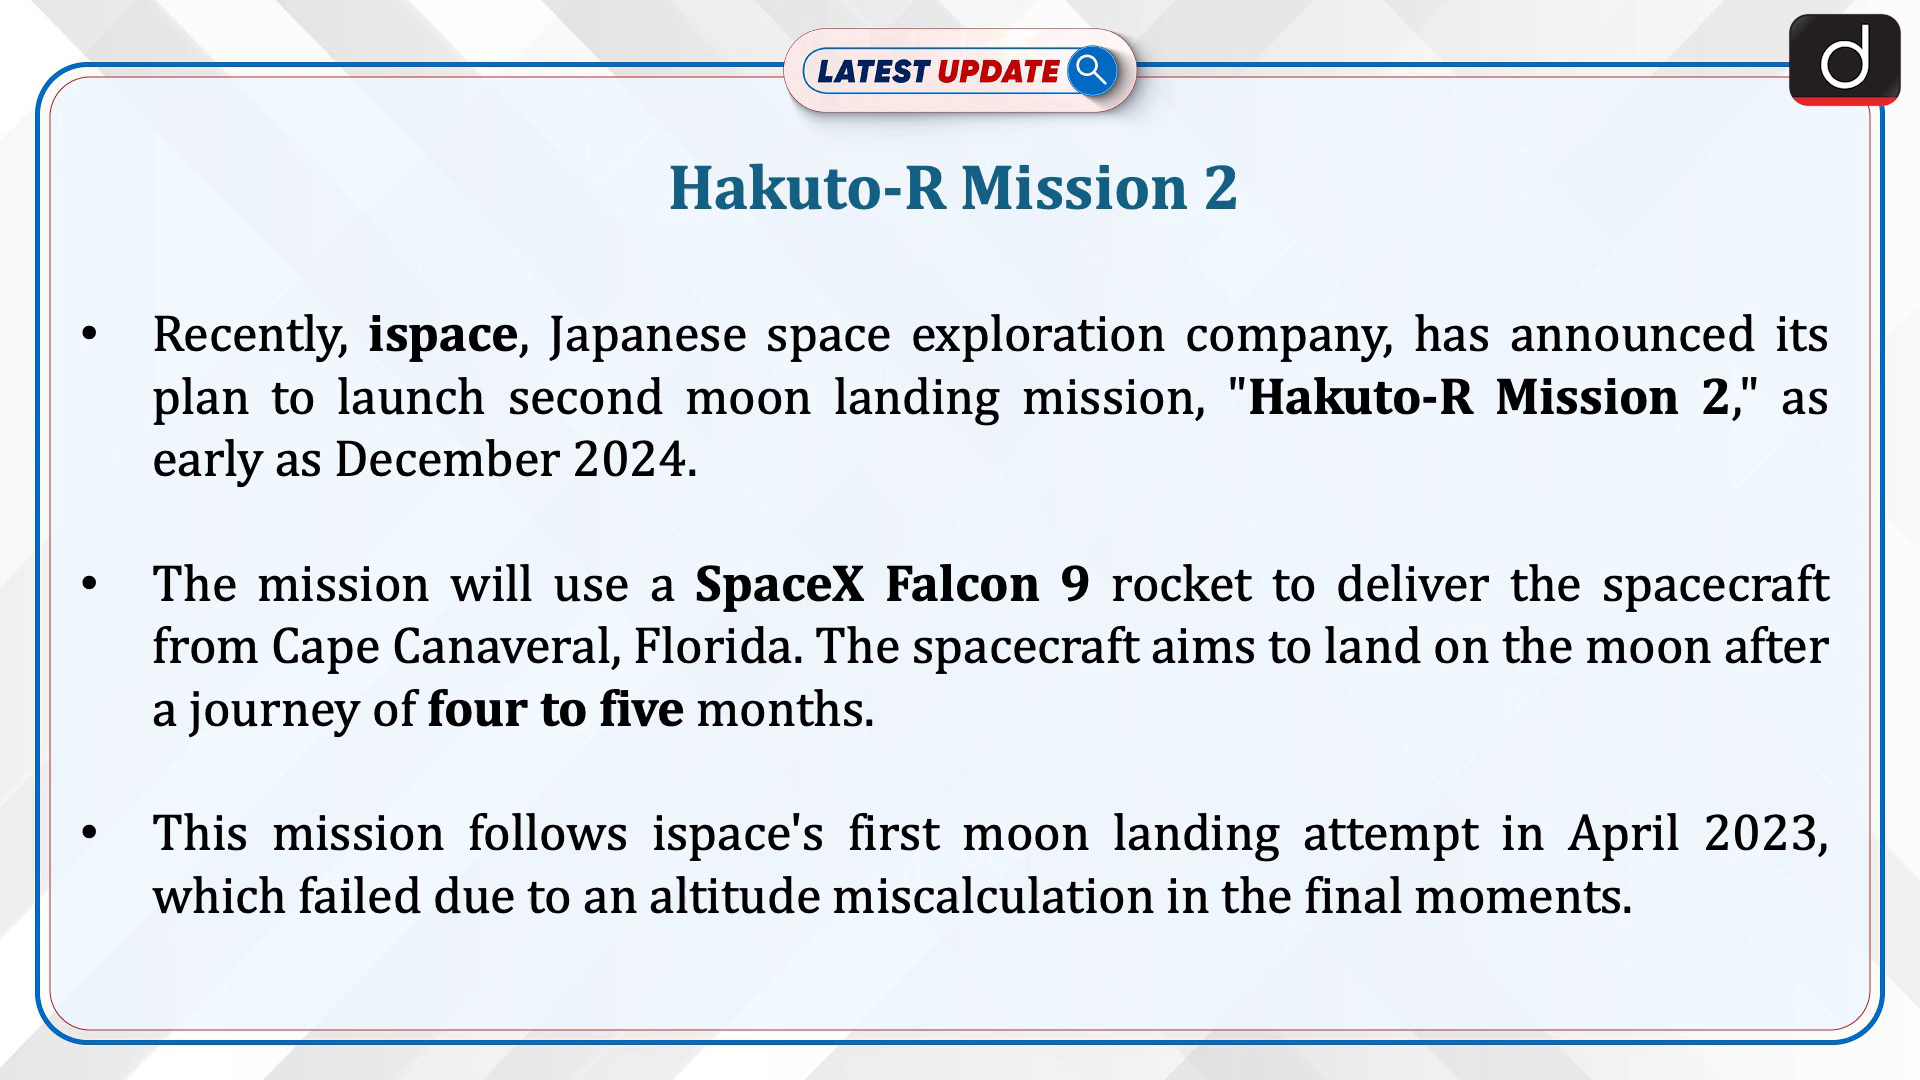 LATEST UPDATE
d
Hakuto-R Mission 2
• Recently, ispace, Japanese space exploration company, has announced its
plan to launch second moon landing mission, "Hakuto-R Mission 2," as
early as December 2024.
• The mission will use a SpaceX Falcon 9 rocket to deliver the spacecraft
from Cape Canaveral, Florida. The spacecraft aims to land on the moon after
a journey of four to five months.
• This mission follows ispace's first moon landing attempt in April 2023,
which failed due to an altitude miscalculation in the final moments.